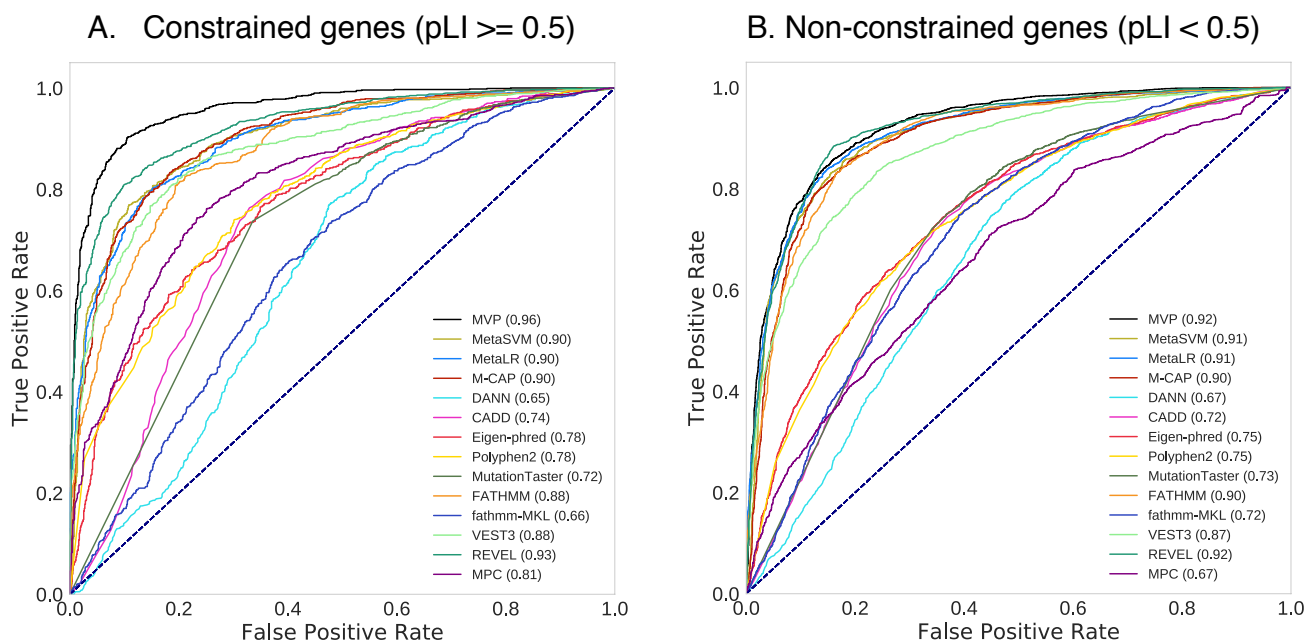 A. Constrained genes (pLI >= 0.5)
1.0
0.8
0.6
0.4
0.2
0.0
True Positive Rate
MVP (0.96)
MetaSVM (0.90)
MetaLR (0.90)
M-CAP (0.90)
DANN (0.65)
CADD (0.74)
Eigen-phred (0.78)
Polyphen2 (0.78)
MutationTaster (0.72)
FATHMM (0.88)
fathmm-MKL (0.66)
VEST3 (0.88)
REVEL (0.93)
MPC (0.81)
0.0 0.2 0.4 0.6 0.8 1.0
False Positive Rate
B. Non-constrained genes (pLI < 0.5)
1.0
0.8
0.6
0.4
0.2
0.0
True Positive Rate
MVP (0.92)
MetaSVM (0.91)
MetaLR (0.91)
M-CAP (0.90)
DANN (0.67)
CADD (0.72)
Eigen-phred (0.75)
Polyphen2 (0.75)
MutationTaster (0.73)
FATHMM (0.90)
fathmm-MKL (0.72)
VEST3 (0.87)
REVEL (0.92)
MPC (0.67)
0.0 0.2 0.4 0.6 0.8 1.0
False Positive Rate